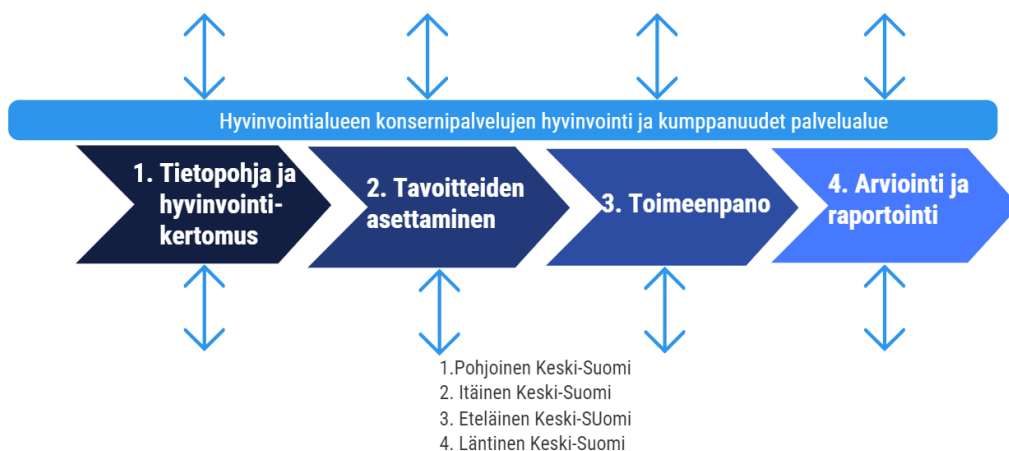 Hyvinvointialueen konsernipalvelujen hyvinvointi ja kumppanuudet palvelualue
1. Tietopohja ja
hyvinvointi-
kertomus
2. Tavoitteiden
asettaminen
3. Toimeenpano
4. Arviointi ja
raportointi
1.Pohjoinen Keski-Suomi
2. Itäinen Keski-Suomi
3. Eteläinen Keski-SUomi
4. Läntinen Keski-Suomi